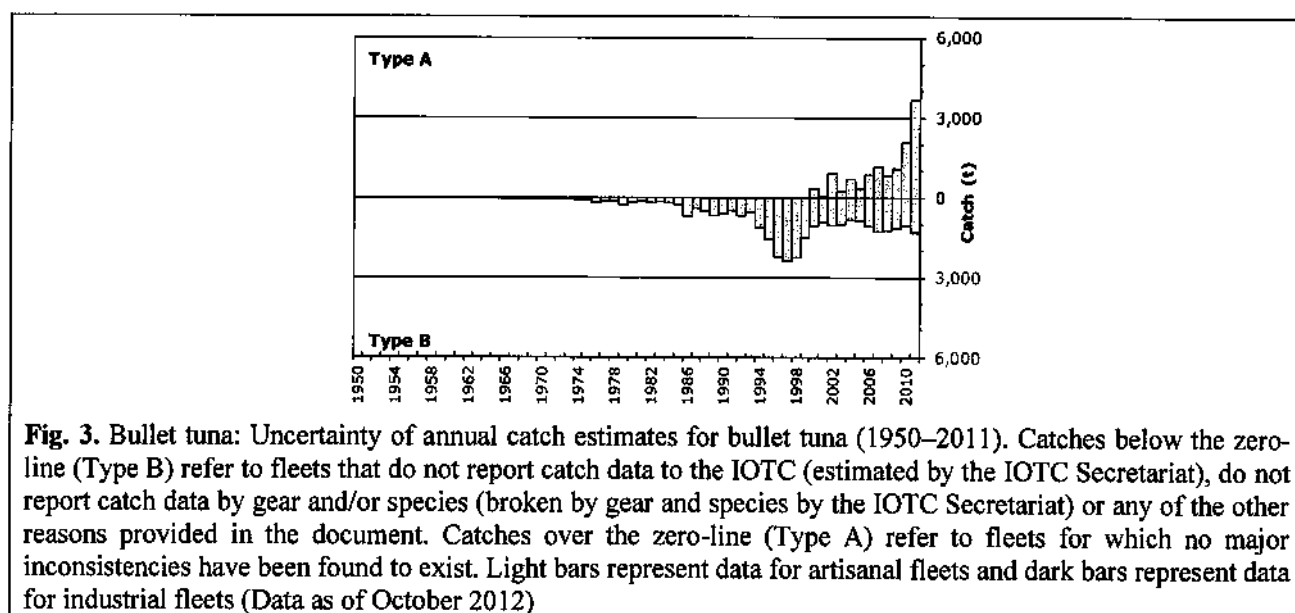 6,000
Type A
3,000
0
Catch (t)
3,000
Type B
6,000
1950
1954
1958
1962
1966
1970
1974
1978
1982
1986
1990
1994
1998
2002
2006
2010
Fig. 3. Bullet tuna: Uncertainty of annual catch estimates for bullet tuna (1950–2011). Catches below the zero-
line (Type B) refer to fleets that do not report catch data to the IOTC (estimated by the IOTC Secretariat), do not
report catch data by gear and/or species (broken by gear and species by the IOTC Secretariat) or any of the other
reasons provided in the document. Catches over the zero-line (Type A) refer to fleets for which no major
inconsistencies have been found to exist. Light bars represent data for artisanal fleets and dark bars represent data
for industrial fleets (Data as of October 2012)